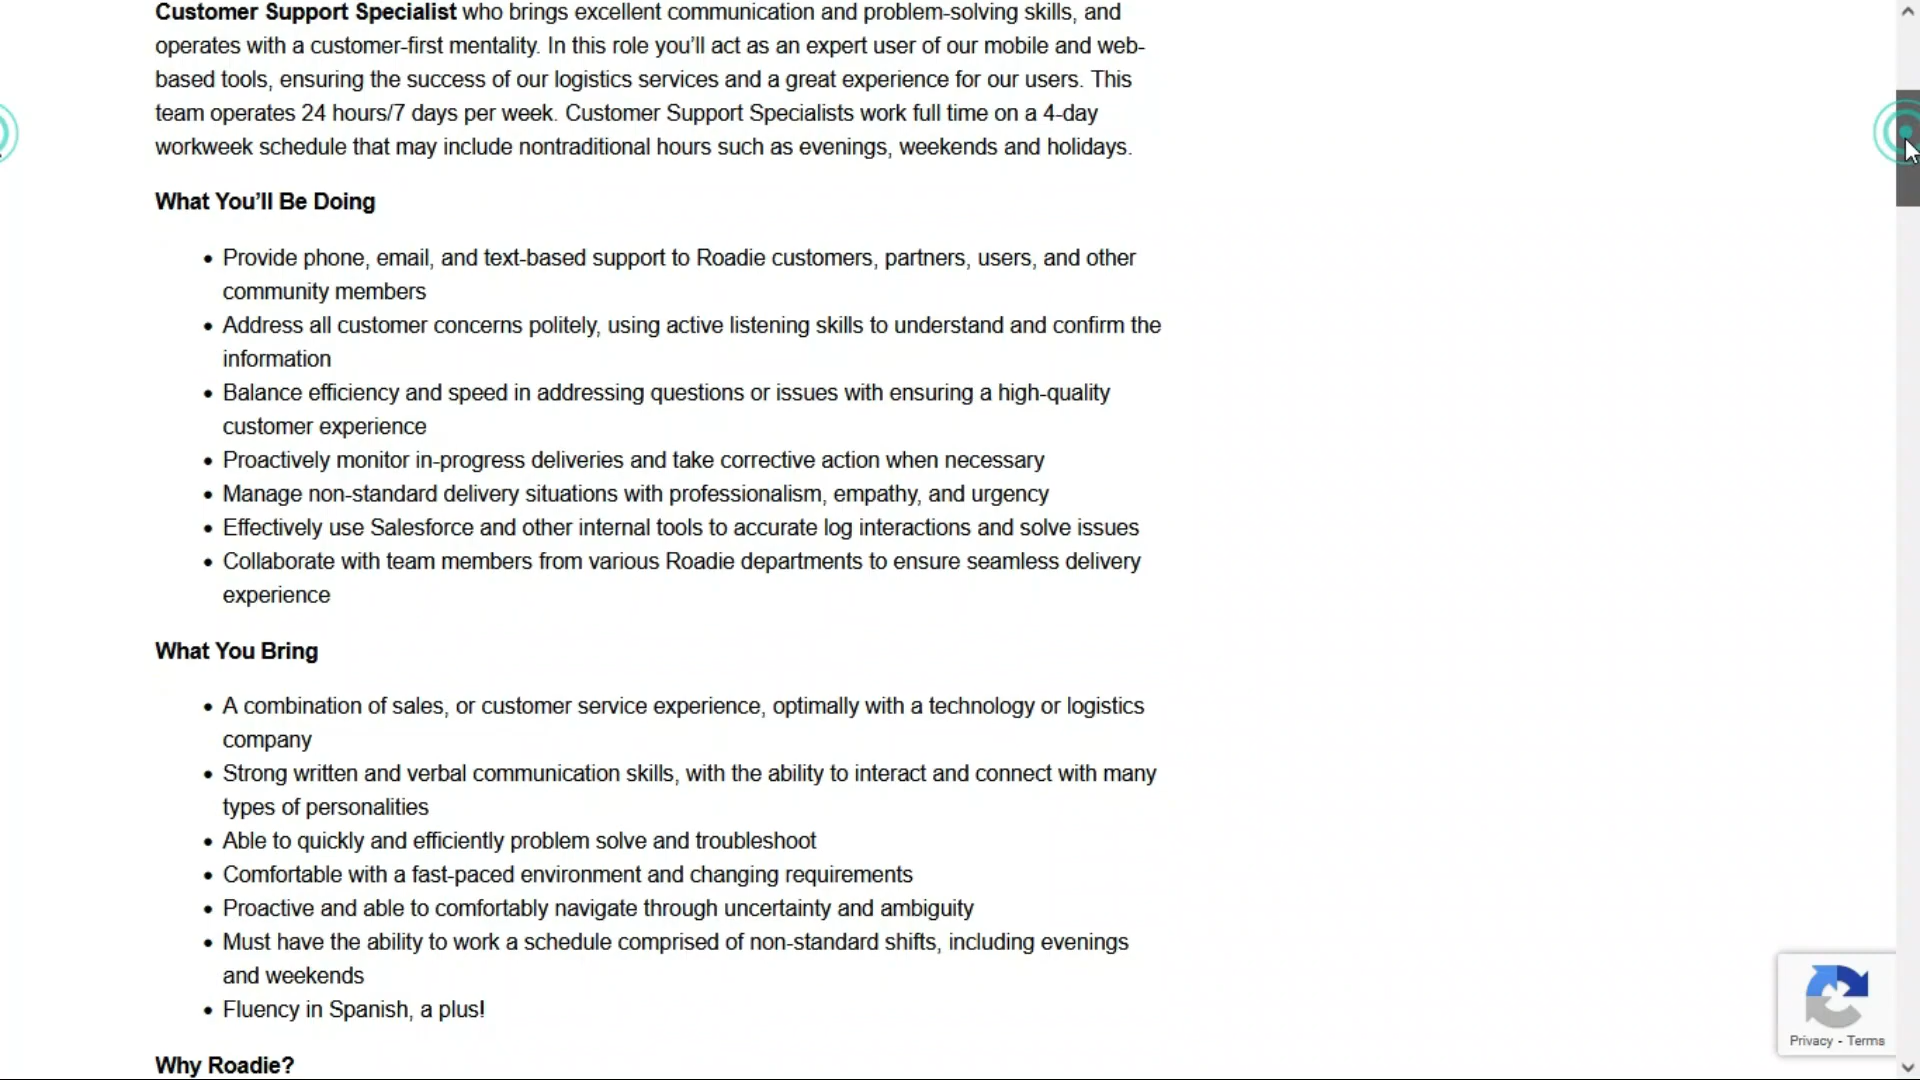 Customer Support Specialist who brings excellent communication and problem-solving skills, and
operates with a customer-first mentality. In this role you’ll act as an expert user of our mobile and web-
based tools, ensuring the success of our logistics services and a great experience for our users. This
team operates 24 hours/7 days per week. Customer Support Specialists work full time on a 4-day
workweek schedule that may include nontraditional hours such as evenings, weekends and holidays.
What You’ll Be Doing
• Provide phone, email, and text-based support to Roadie customers, partners, users, and other
community members
• Address all customer concerns politely, using active listening skills to understand and confirm the
information
• Balance efficiency and speed in addressing questions or issues with ensuring a high-quality
customer experience
• Proactively monitor in-progress deliveries and take corrective action when necessary
• Manage non-standard delivery situations with professionalism, empathy, and urgency
• Effectively use Salesforce and other internal tools to accurate log interactions and solve issues
• Collaborate with team members from various Roadie departments to ensure seamless delivery
experience
What You Bring
• A combination of sales, or customer service experience, optimally with a technology or logistics
company
• Strong written and verbal communication skills, with the ability to interact and connect with many
types of personalities
• Able to quickly and efficiently problem solve and troubleshoot
• Comfortable with a fast-paced environment and changing requirements
• Proactive and able to comfortably navigate through uncertainty and ambiguity
• Must have the ability to work a schedule comprised of non-standard shifts, including evenings
and weekends
• Fluency in Spanish, a plus!
Why Roadie?
Privacy - Terms